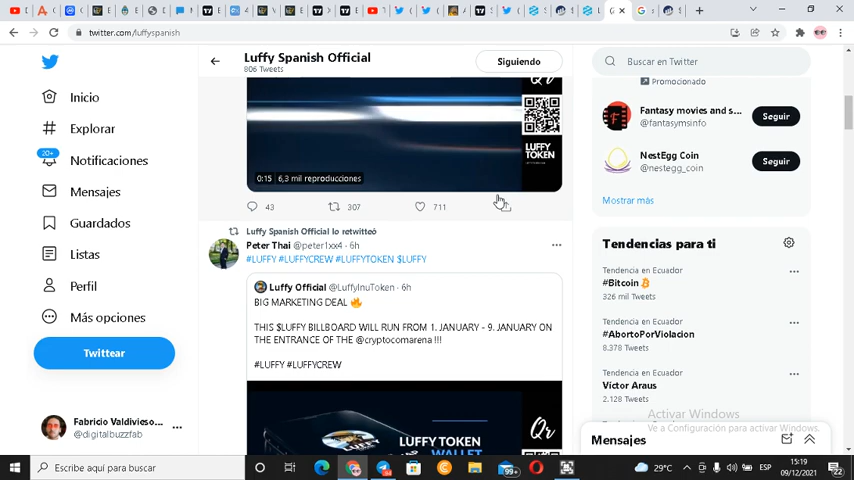 twitter.com/luffyspanish
Luffy Spanish Official
806 Tweets
Siguiendo
Inicio
Explorar
20+
Notificaciones
Mensajes
Guardados
Listas
Perfil
Más opciones
Twittear
Fabricio Valdivieso...
@digitalbuzzfab
Qr
LUFFY
TOKEN
0:15 6,3 mil reproducciones
43 307 711
Luffy Spanish Official lo retwitteó
Peter Thai @peter1xx4 · 6h
#LUFFY #LUFFYCREW #LUFFYTOKEN $LUFFY
Luffy Official @LuffyInuToken · 6h
BIG MARKETING DEAL 🔥
THIS $LUFFY BILLBOARD WILL RUN FROM 1. JANUARY - 9. JANUARY ON
THE ENTRANCE OF THE @cryptocomarena !!!
#LUFFY #LUFFYCREW
LUFFY TOKEN
WALLET
Qr
Buscar en Twitter
Promocionado
Fantasy movies and s...
@fantasymsinfo
Seguir
NestEgg Coin
@nestegg_coin
Seguir
Mostrar más
Tendencias para ti
Tendencia en Ecuador
#Bitcoin
326 mil Tweets
Tendencia en Ecuador
#AbortoPorViolacion
8.378 Tweets
Tendencia en Ecuador
Víctor Araus
2.128 Tweets
Activar Windows
Ve a Configuración para activar Windows.
Mensajes
Escribe aquí para buscar
99+
29°C
ESP
15:19
09/12/2021
22